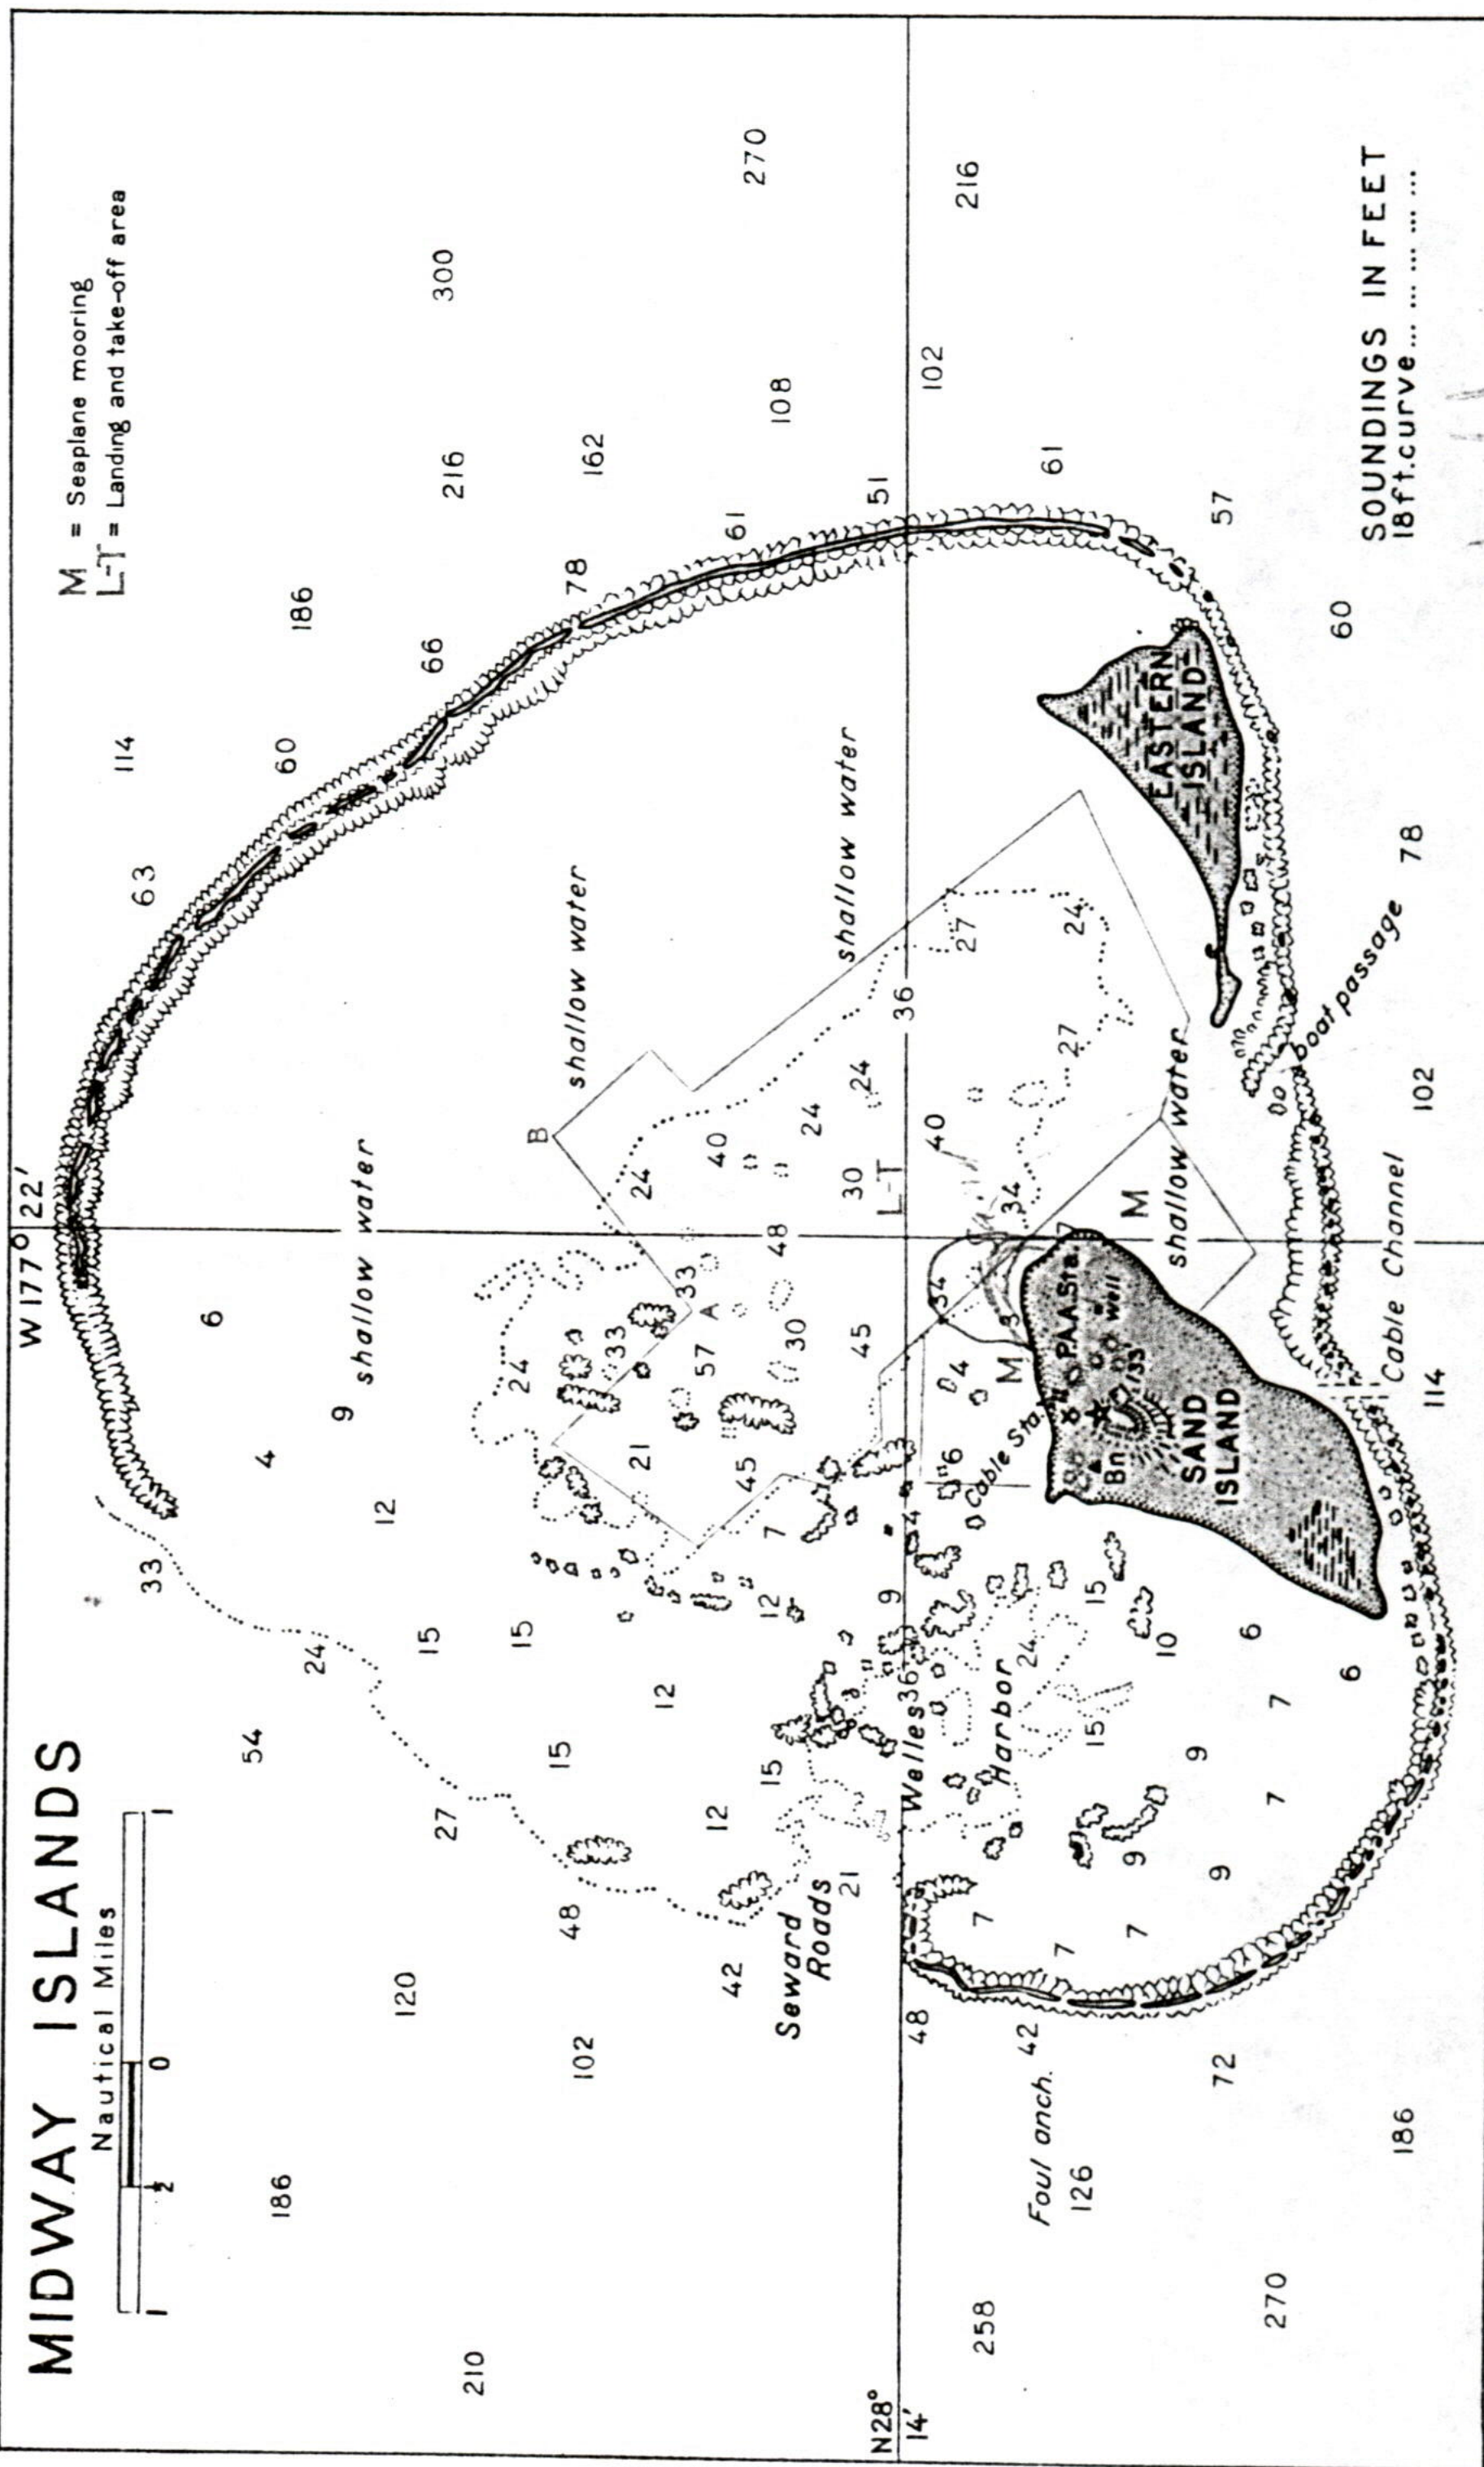 MIDWAY ISLANDS
Nautical Miles
1 ½ 0 1
M = Seaplane mooring
L-T = Landing and take-off area
W 177° 22'
N 28°
14'
33
63
114
6
4
9
12
60
186
54
24
186
shallow water
300
66
216
210
120
27
15
24
15
78
162
102
48
15
shallow water
B
21
33
24
12
33
A
57
61
270
42
12
45
40
12
7
15
48
30
108
24
Seward
Roads
21
45
30
24
shallow water
9
L-T
36
51
48
Welles
36
4
34
40
102
6
4
27
216
258
7
Cable Sta.
Harbor
24
M
34
Foul anch. 42
7
27
61
126
15
15
P.A.A.Sta.
24
9
7
Bn
133
well
M
10
9
SAND
ISLAND
shallow water
EASTERN
ISLAND
72
9
6
57
270
7
7
6
boat passage
60
186
Cable Channel
114
102
78
SOUNDINGS IN FEET
18ft.curve... ... ... ... ...